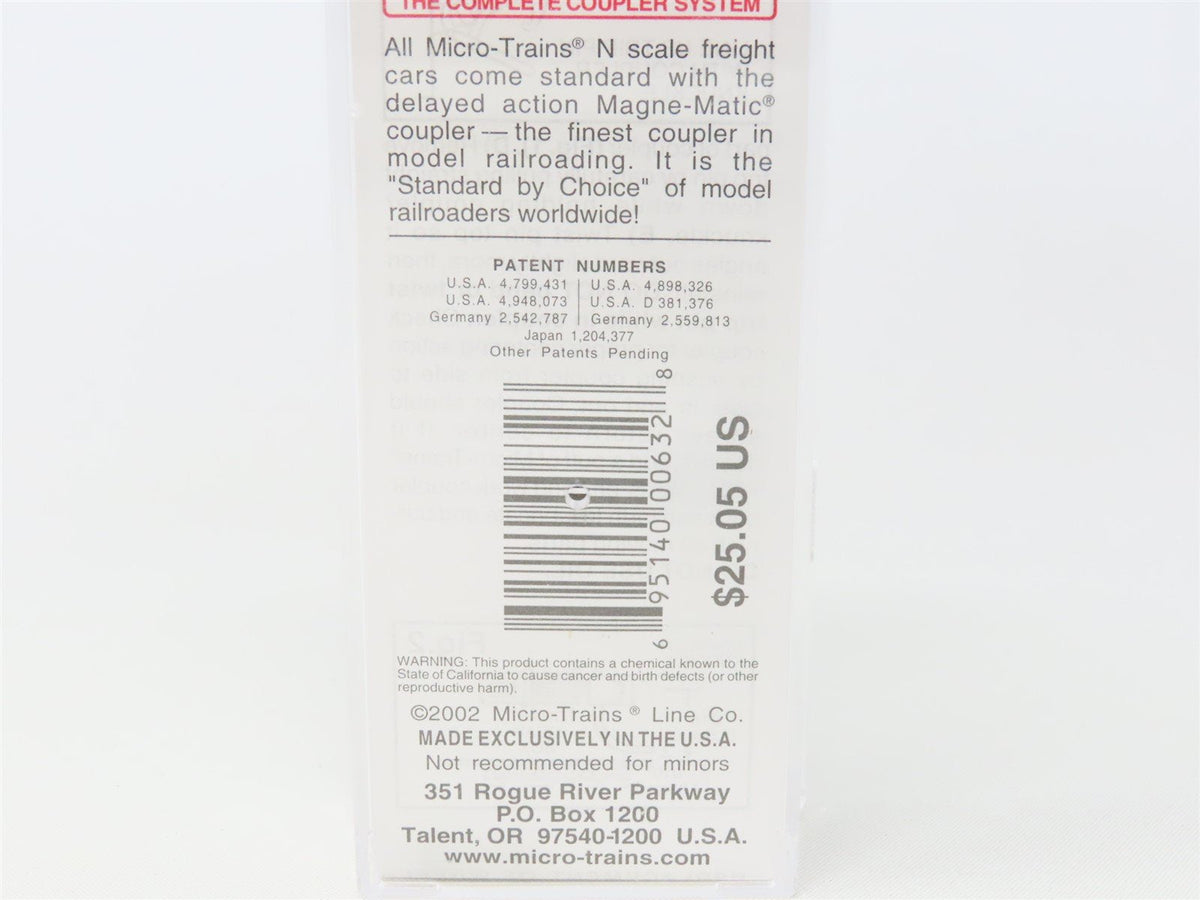 THE COMPLETE COUPLER SYSTEM
All Micro-Trains® N scale freight
cars come standard with the
delayed action Magne-Matic®
coupler — the finest coupler in
model railroading. It is the
"Standard by Choice" of model
railroaders worldwide!
PATENT NUMBERS
U.S.A. 4,799,431 | U.S.A. 4,898,326
U.S.A. 4,948,073 | U.S.A. D 381,376
Germany 2,542,787 | Germany 2,559,813
Japan 1,204,377
Other Patents Pending
6 95140 00632 8
$25.05 US
WARNING: This product contains a chemical known to the
State of California to cause cancer and birth defects (or other
reproductive harm).
©2002 Micro-Trains ® Line Co.
MADE EXCLUSIVELY IN THE U.S.A.
Not recommended for minors
351 Rogue River Parkway
P.O. Box 1200
Talent, OR 97540-1200 U.S.A.
www.micro-trains.com